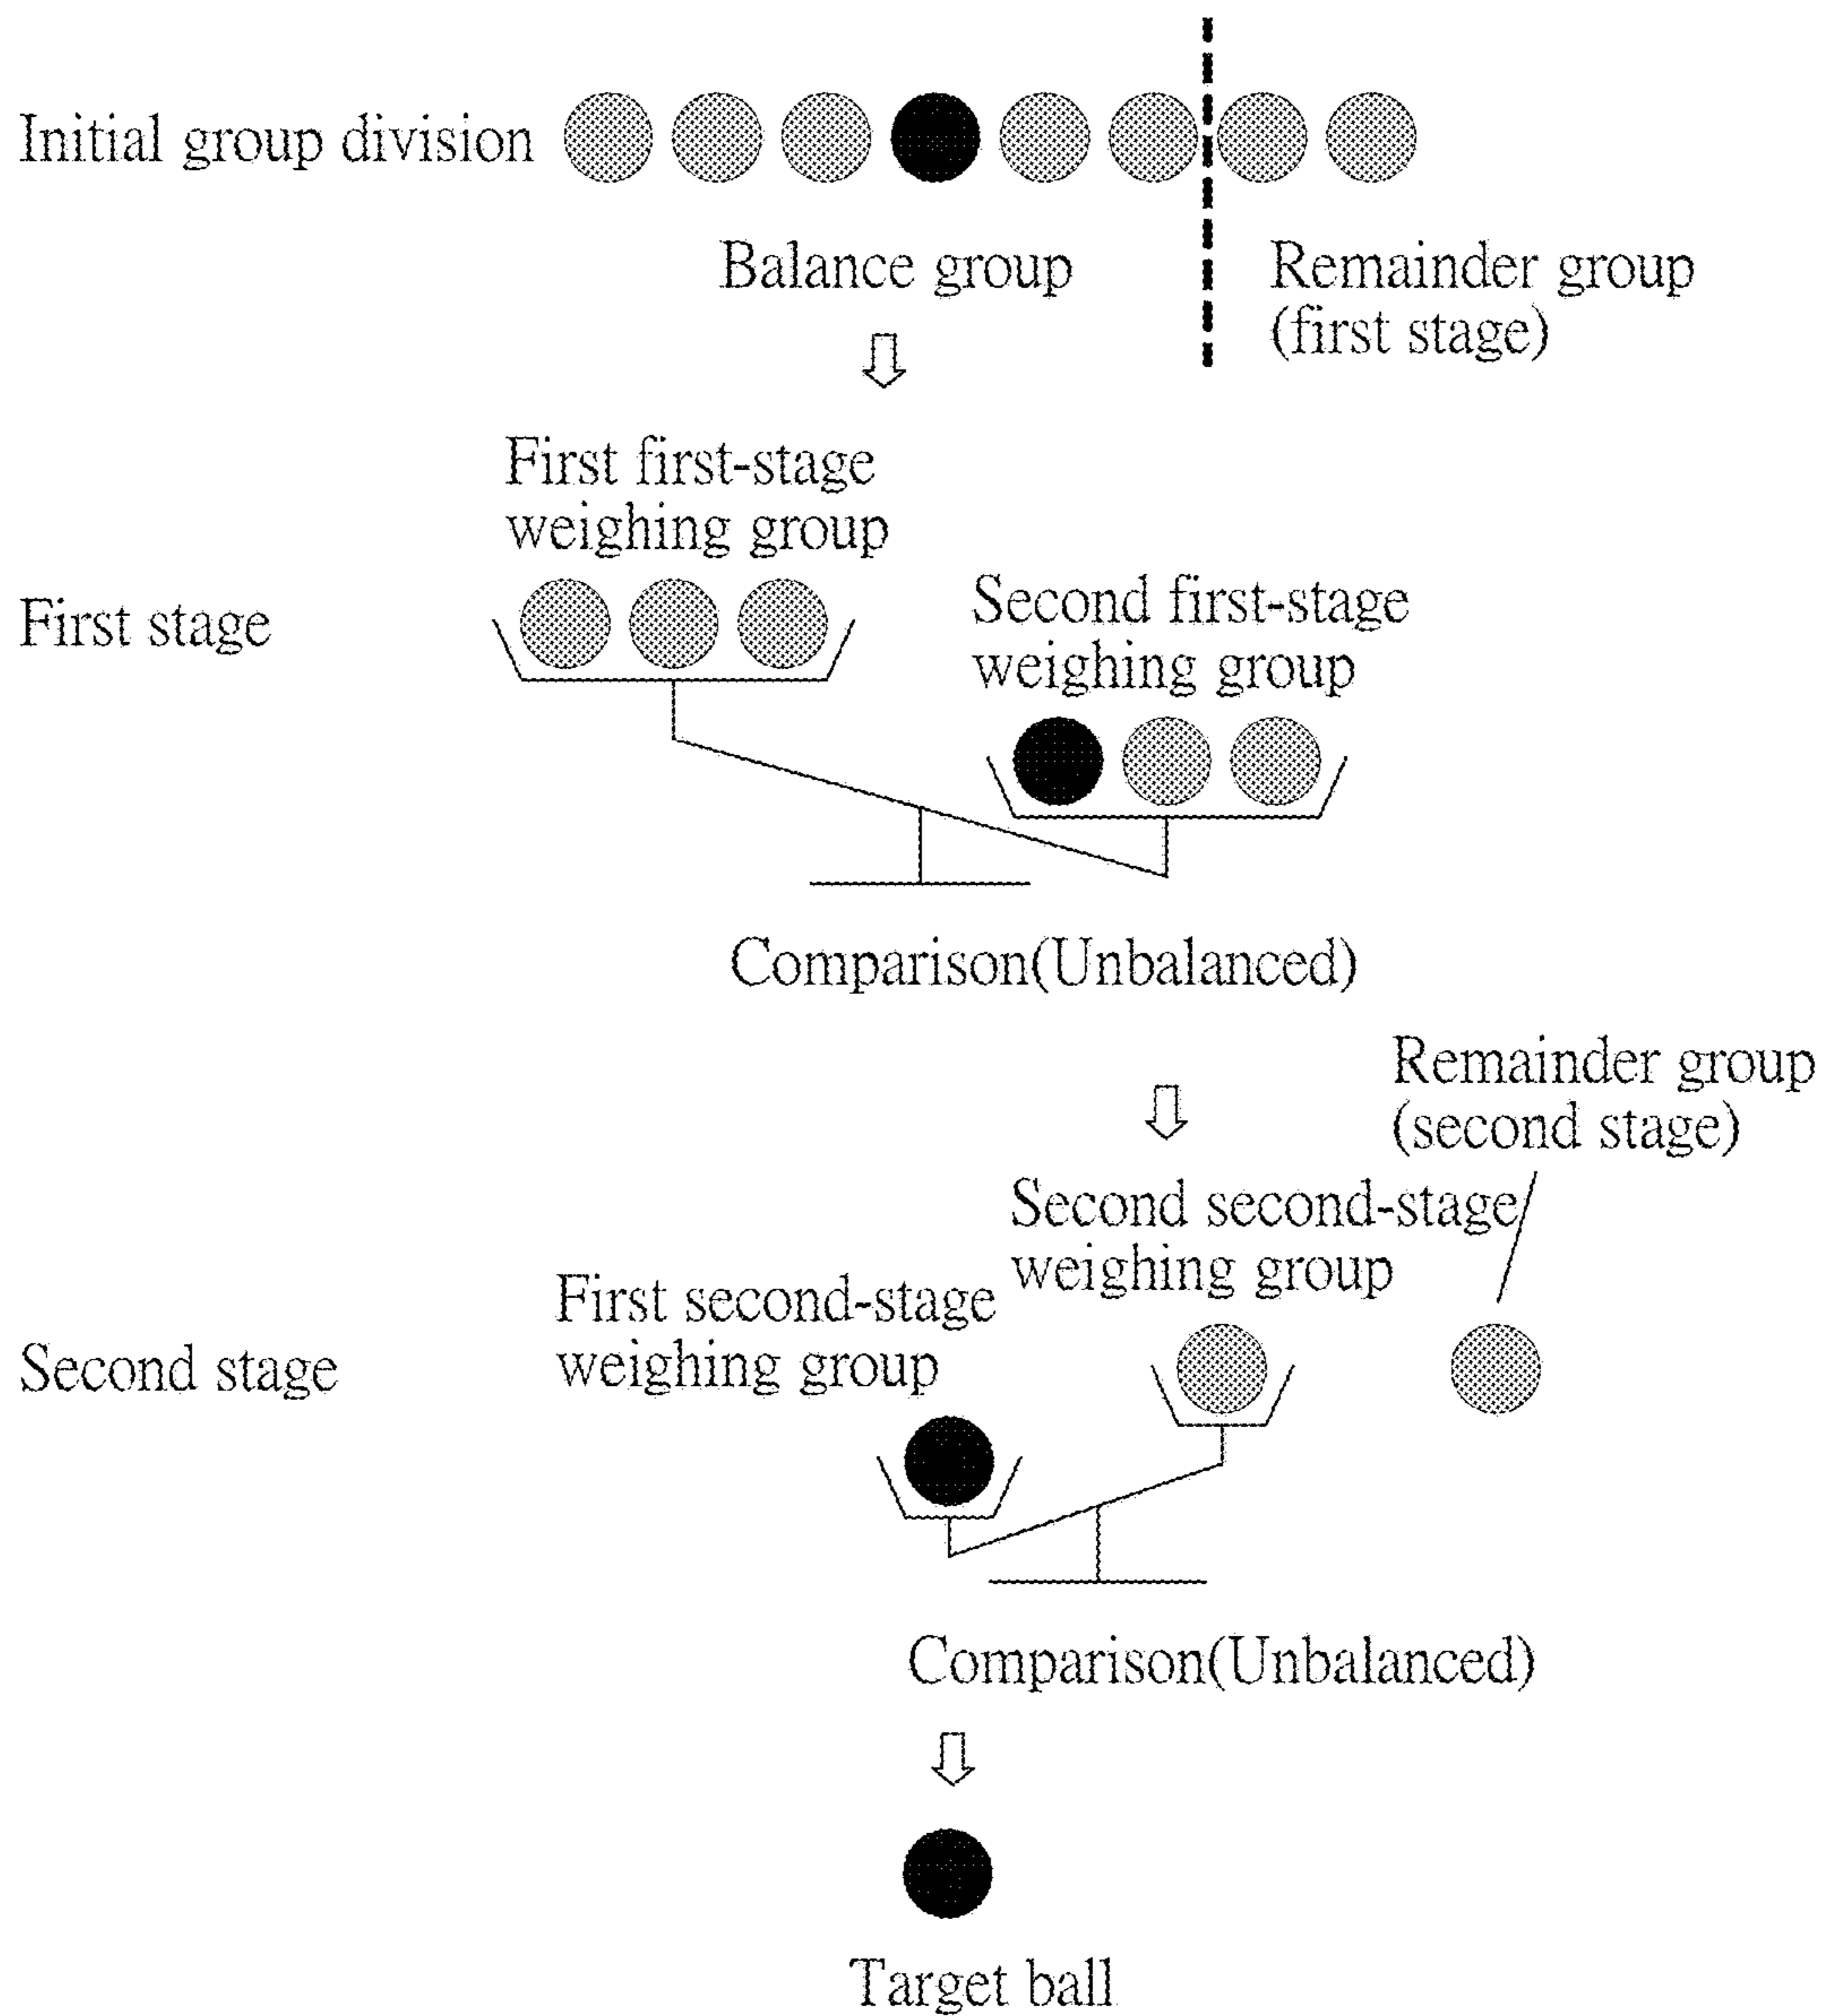 Initial group division
Balance group
Remainder group
(first stage)
First first-stage
weighing group
First stage
Second first-stage
weighing group
Comparison(Unbalanced)
Remainder group
(second stage)
Second second-stage
weighing group
First second-stage
weighing group
Second stage
Comparison(Unbalanced)
Target ball